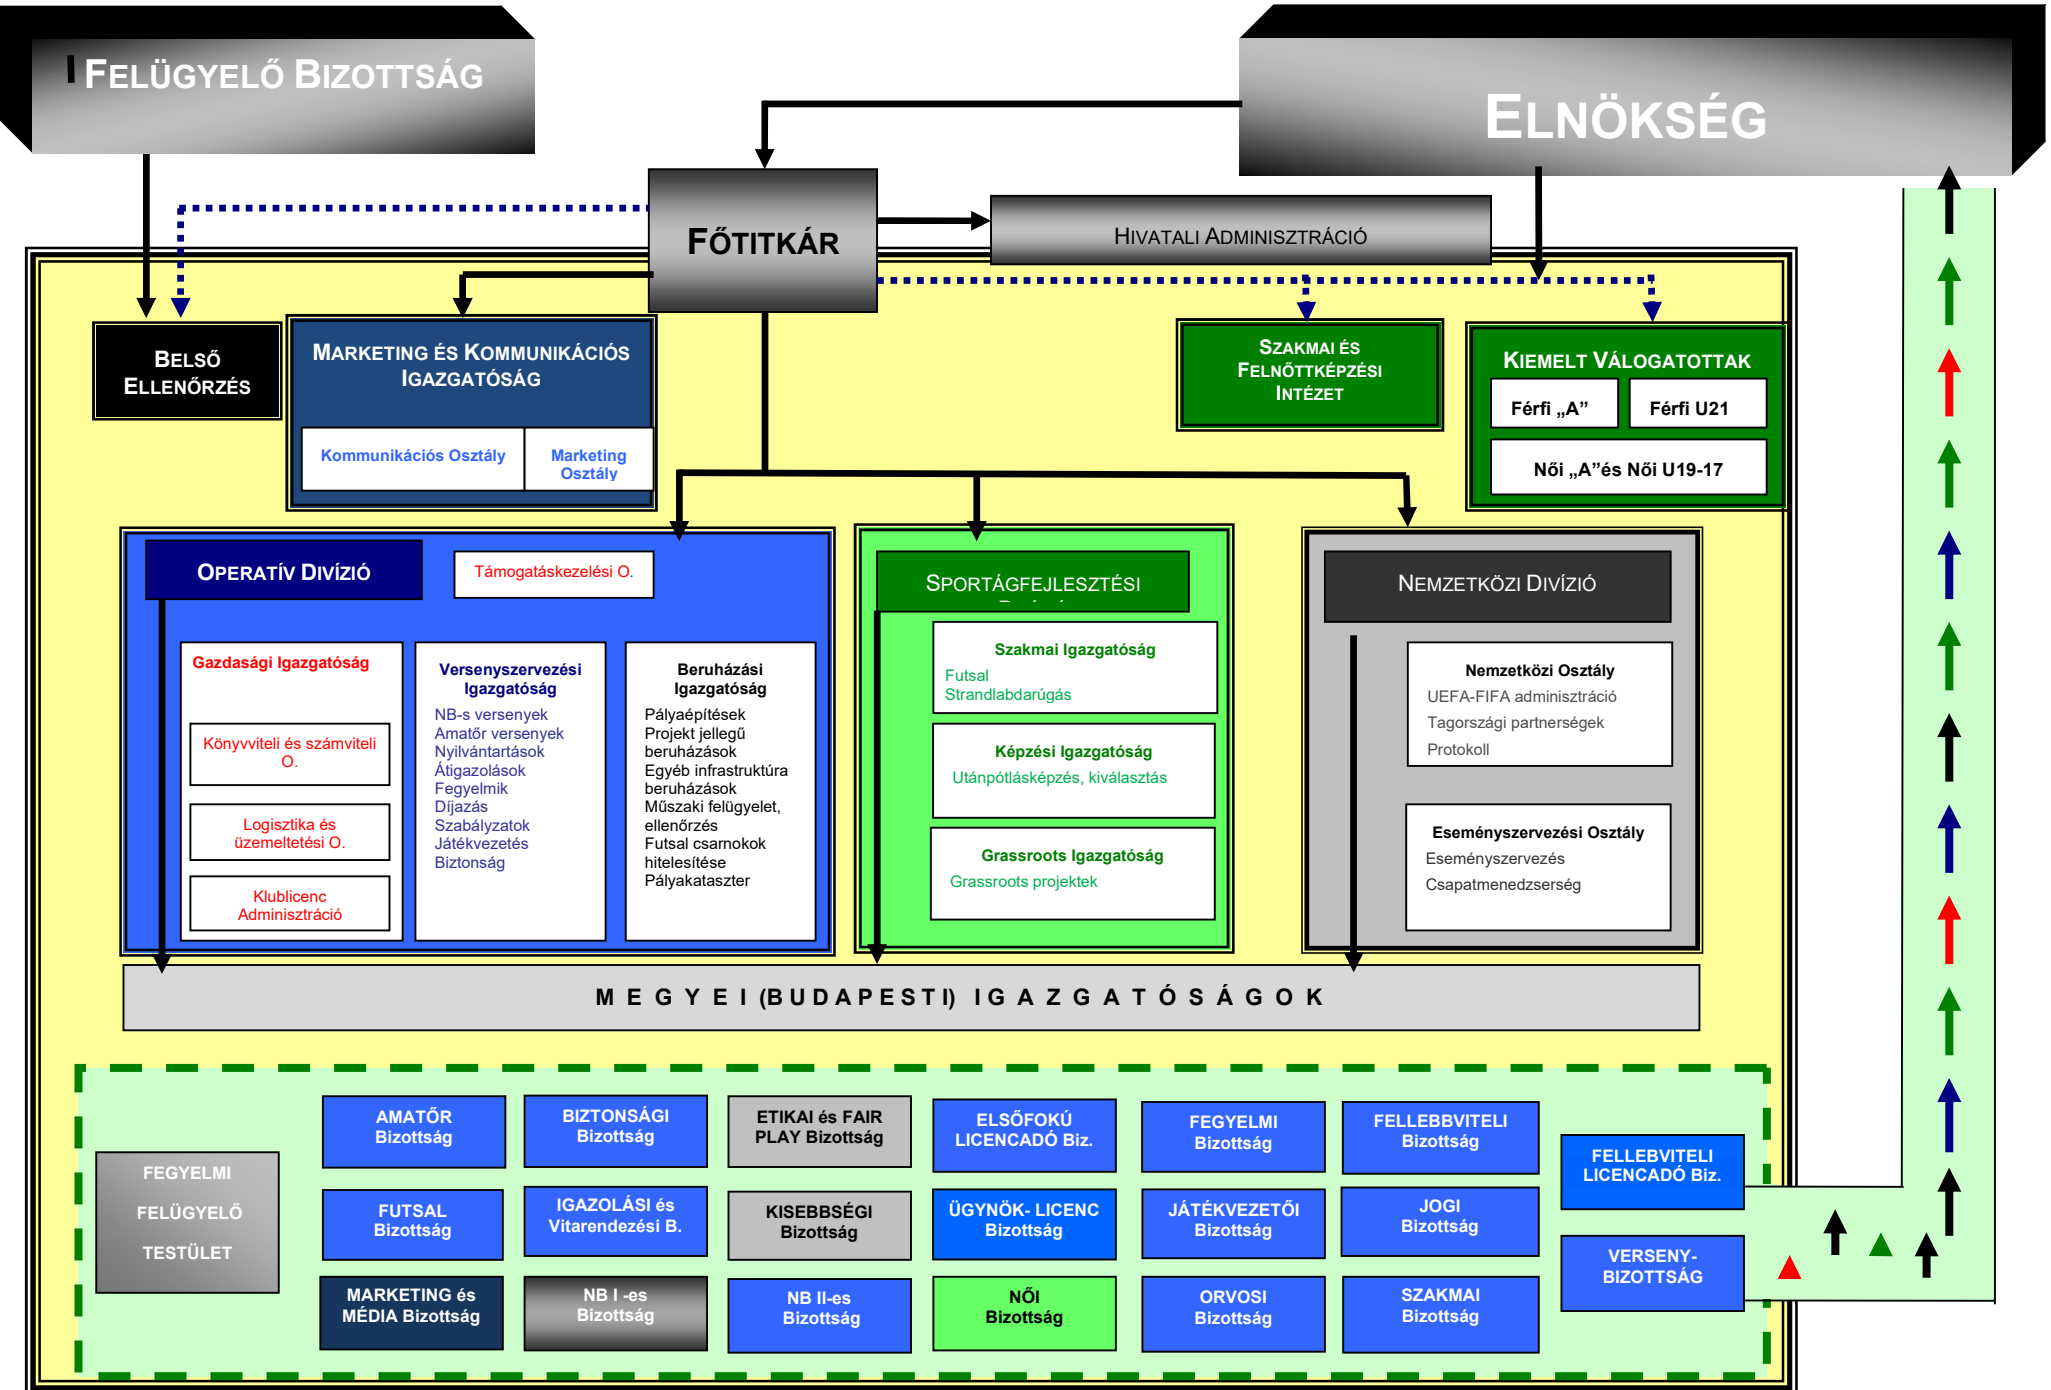 FELÜGYELŐ BIZOTTSÁG
ELNÖKSÉG
FŐTITKÁR
HIVATALI ADMINISZTRÁCIÓ
BELSŐ
ELLENŐRZÉS
MARKETING ÉS KOMMUNIKÁCIÓS
IGAZGATÓSÁG
Kommunikációs Osztály
Marketing
Osztály
SZAKMAI ÉS
FELNŐTTKÉPZÉSI
INTÉZET
KIEMELT VÁLOGATOTTAK
Férfi „A”
Férfi U21
Női „A”és Női U19-17
OPERATÍV DIVÍZIÓ
Támogatáskezelési O.
Gazdasági Igazgatóság
Könyvviteli és számviteli
O.
Logisztika és
üzemeltetési O.
Klublicenc
Adminisztráció
Versenyszervezési
Igazgatóság
NB-s versenyek
Amatőr versenyek
Nyilvántartások
Átigazolások
Fegyelmik
Díjazás
Szabályzatok
Játékvezetés
Biztonság
Beruházási
Igazgatóság
Pályaépítések
Projekt jellegű
beruházások
Egyéb infrastruktúra
beruházások
Műszaki felügyelet,
ellenőrzés
Futsal csarnokok
hitelesítése
Pályakataszter
SPORTÁGFEJLESZTÉSI
Szakmai Igazgatóság
Futsal
Strandlabdarúgás
Képzési Igazgatóság
Utánpótlásképzés, kiválasztás
Grassroots Igazgatóság
Grassroots projektek
NEMZETKÖZI DIVÍZIÓ
Nemzetközi Osztály
UEFA-FIFA adminisztráció
Tagországi partnerségek
Protokoll
Eseményszervezési Osztály
Eseményszervezés
Csapatmenedzserség
MEGYEI (BUDAPESTI) IGAZGATÓSÁGOK
FEGYELMI
FELÜGYELŐ
TESTÜLET
AMATŐR
Bizottság
BIZTONSÁGI
Bizottság
ETIKAI és FAIR
PLAY Bizottság
ELSŐFOKÚ
LICENCADÓ Biz.
FEGYELMI
Bizottság
FELLEBBVITELI
Bizottság
FELLEBVITELI
LICENCADÓ Biz.
FUTSAL
Bizottság
IGAZOLÁSI és
Vitarendezési B.
KISEBBSÉGI
Bizottság
ÜGYNÖK- LICENC
Bizottság
JÁTÉKVEZETŐI
Bizottság
JOGI
Bizottság
VERSENY-
BIZOTTSÁG
MARKETING és
MÉDIA Bizottság
NB I -es
Bizottság
NB II-es
Bizottság
NŐI
Bizottság
ORVOSI
Bizottság
SZAKMAI
Bizottság